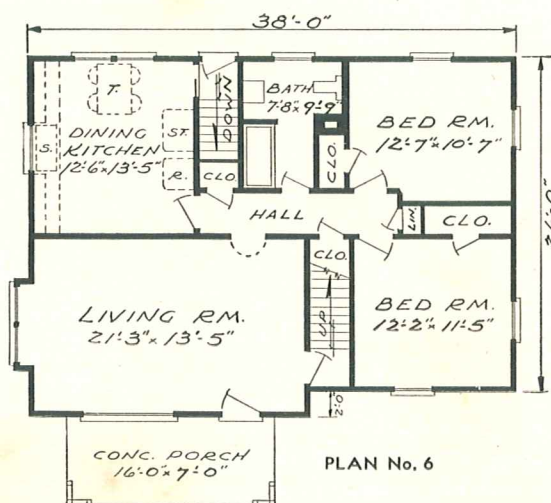 38'-0"
T.
S.
DINING
KITCHEN
12'-6" x 13'-5"
ST.
R.
DOWN
CLO.
BATH
7'-8" x 9'-9"
CLO.
BED RM.
12'-7" x 10'-7"
HALL
LIN.
CLO.
CLO.
UP
LIVING RM.
21'-3" x 13'-5"
BED RM.
12'-2" x 11'-5"
2'-0
CONC. PORCH
16'-0" x 7'-0"
PLAN No. 6